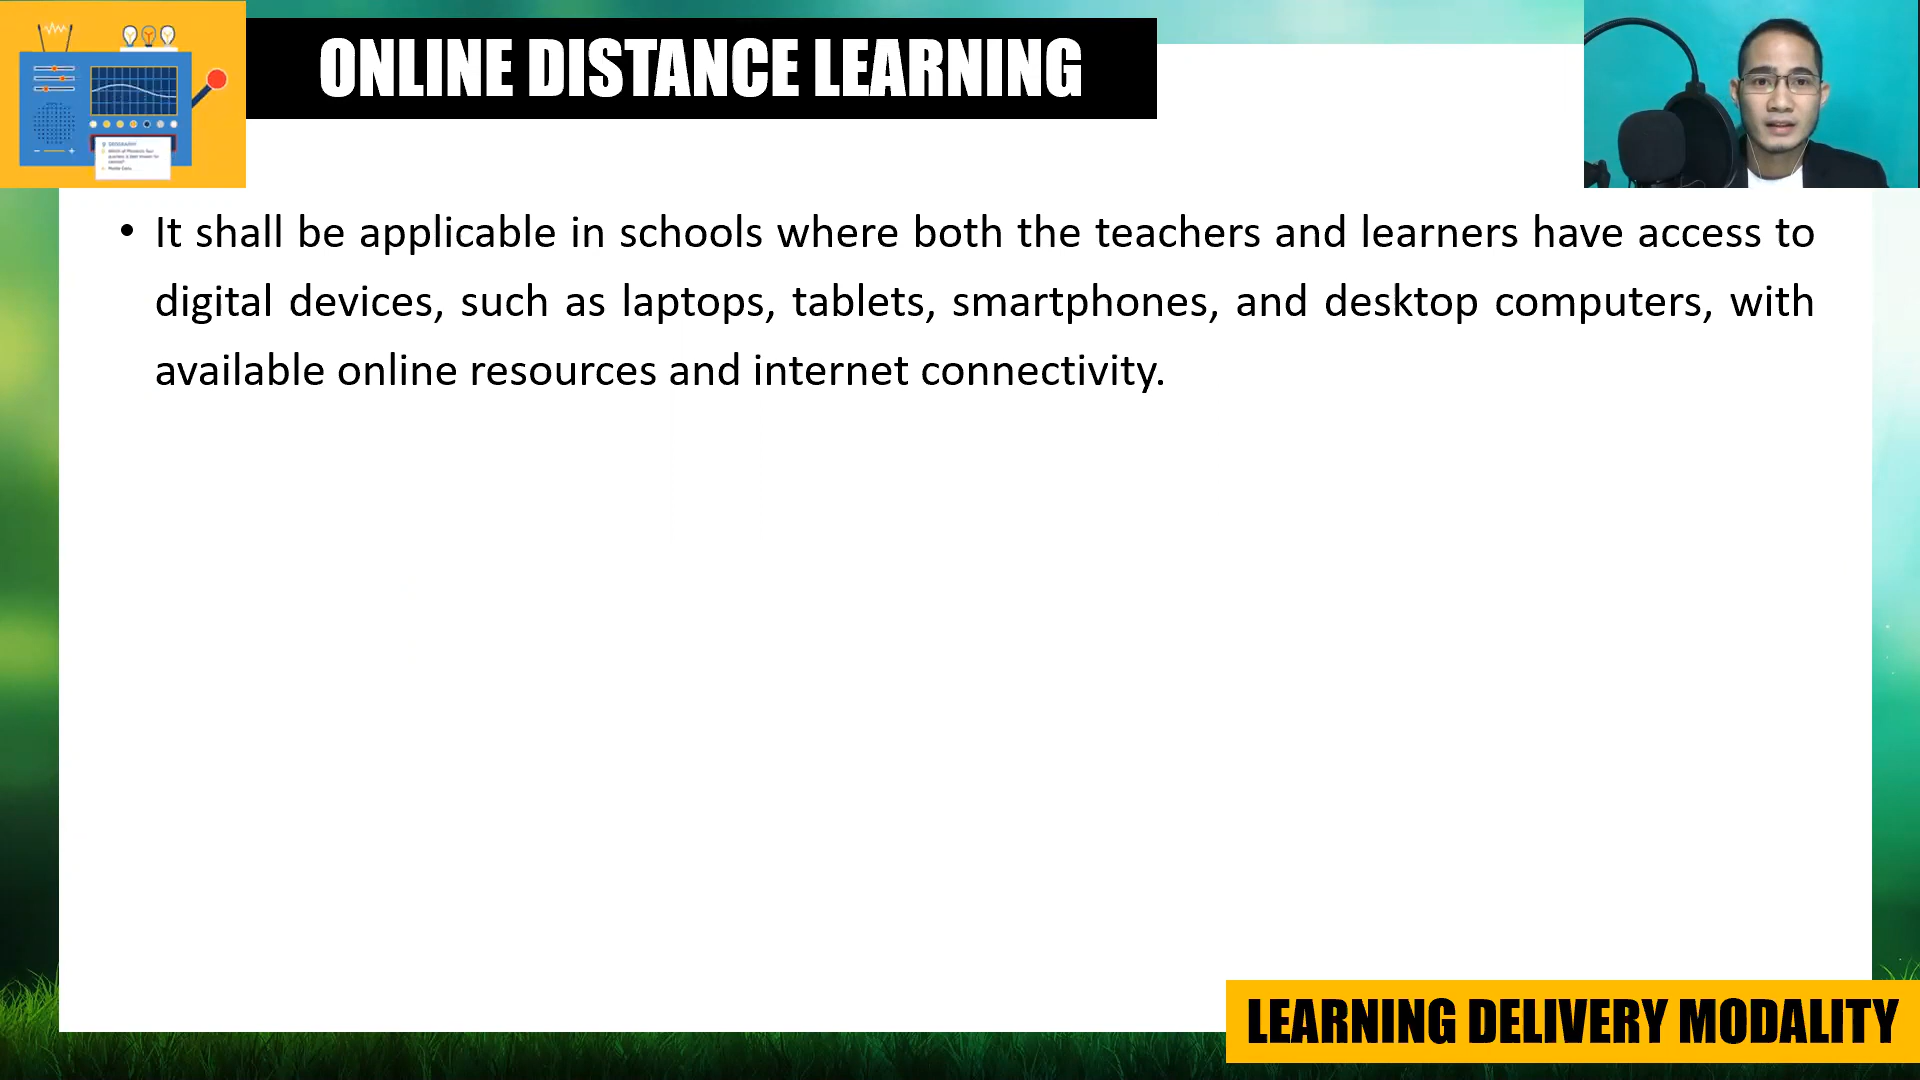 ONLINE DISTANCE LEARNING
• It shall be applicable in schools where both the teachers and learners have access to
digital devices, such as laptops, tablets, smartphones, and desktop computers, with
available online resources and internet connectivity.
LEARNING DELIVERY MODALITY